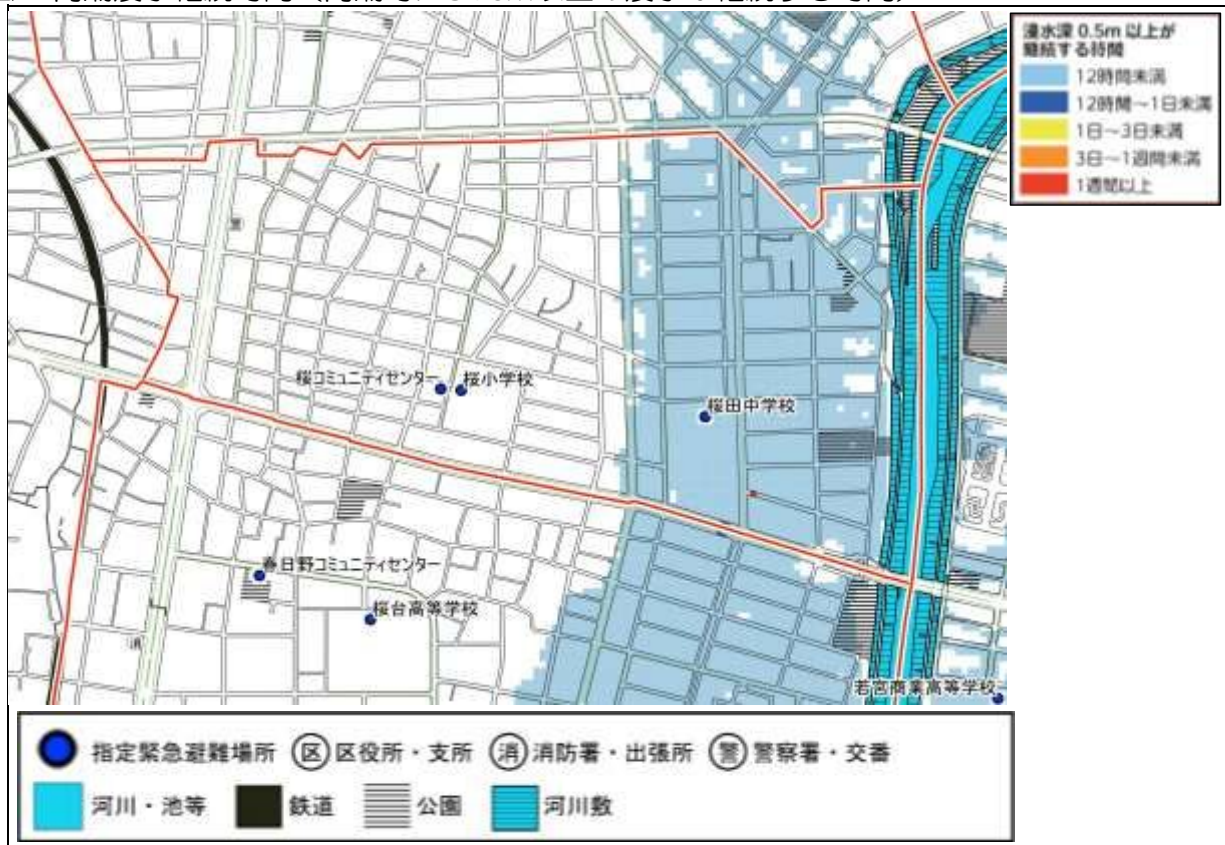 浸水深 0.5m 以上が
継続する時間
12時間未満
12時間～1日未満
1日～3日未満
3日～1週間未満
1週間以上
桜コミュニティセンター
桜小学校
桜田中学校
春日野コミュニティセンター
桜台高等学校
若宮商業高等学校
指定緊急避難場所 区 区役所・支所 消 消防署・出張所 警 警察署・交番
河川・池等 鉄道 公園 河川敷